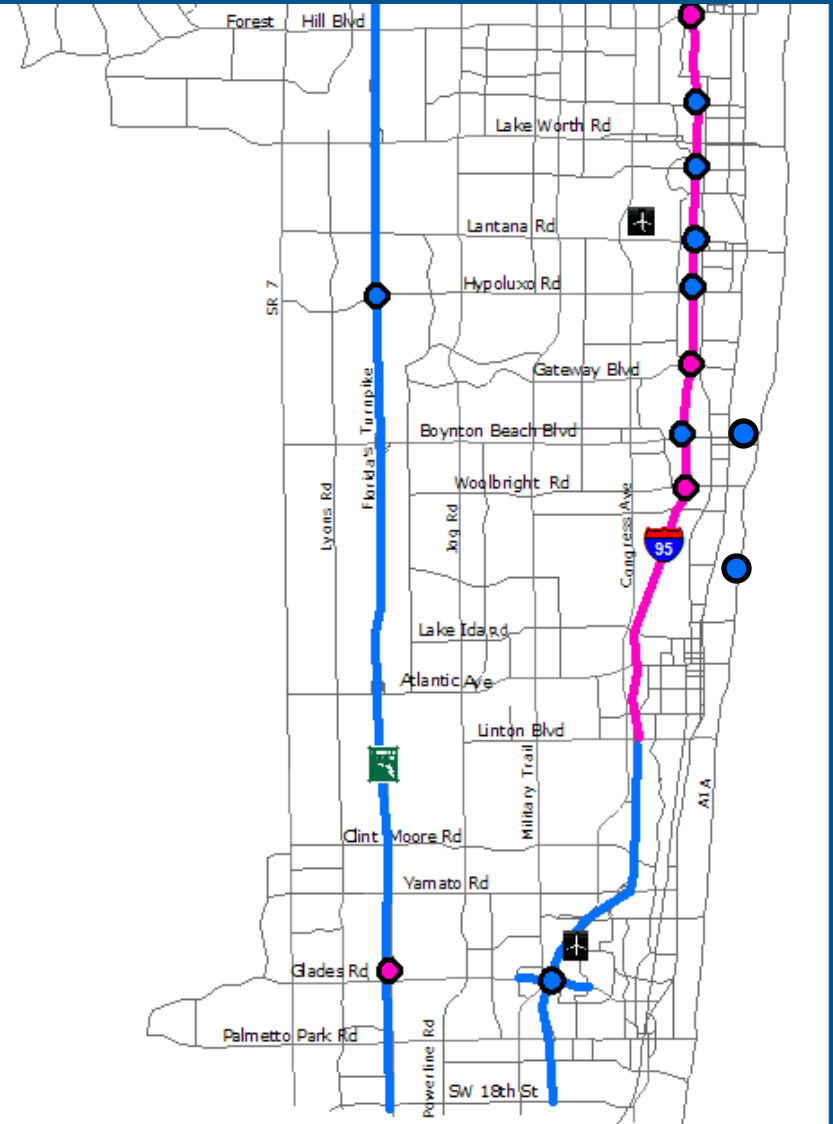 Forest Hill Blvd
Lake Worth Rd
Lantana Rd
Hypoluxo Rd
SR 7
Gateway Blvd
Florida's Turnpike
Boynton Beach Blvd
Woolbright Rd
Lyons Rd
Jog Rd
Congress Ave
95
Lake Ida Rd
Atlantic Ave
Linton Blvd
Military Trail
A1A
Clint Moore Rd
Yamato Rd
Glades Rd
Palmetto Park Rd
Powerline Rd
SW 18th St